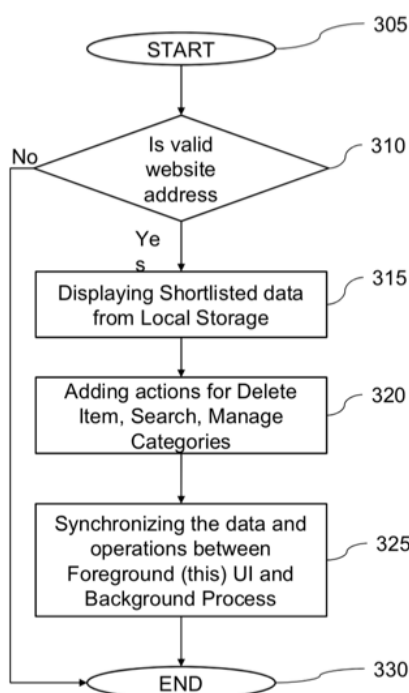 305
START
310
Is valid
website
address
No
Ye
s
315
Displaying Shortlisted data
from Local Storage
320
Adding actions for Delete
Item, Search, Manage
Categories
325
Synchronizing the data and
operations between
Foreground (this) UI and
Background Process
330
END